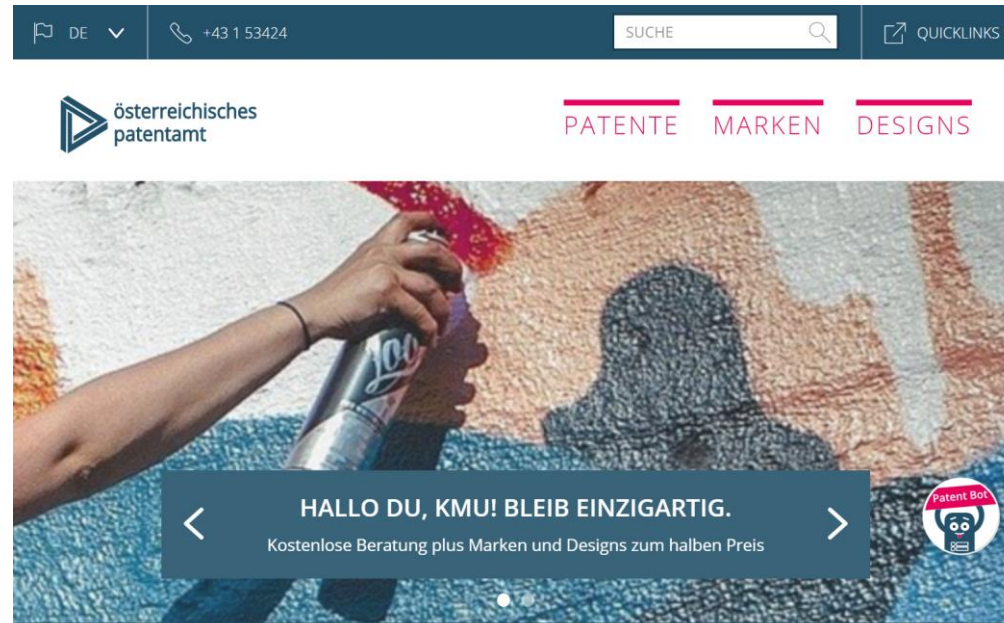 DE
+43 1 53424
SUCHE
QUICKLINKS
österreichisches
patentamt
PATENTE
MARKEN
DESIGNS
HALLO DU, KMU! BLEIB EINZIGARTIG.
Kostenlose Beratung plus Marken und Designs zum halben Preis
Patent Bot